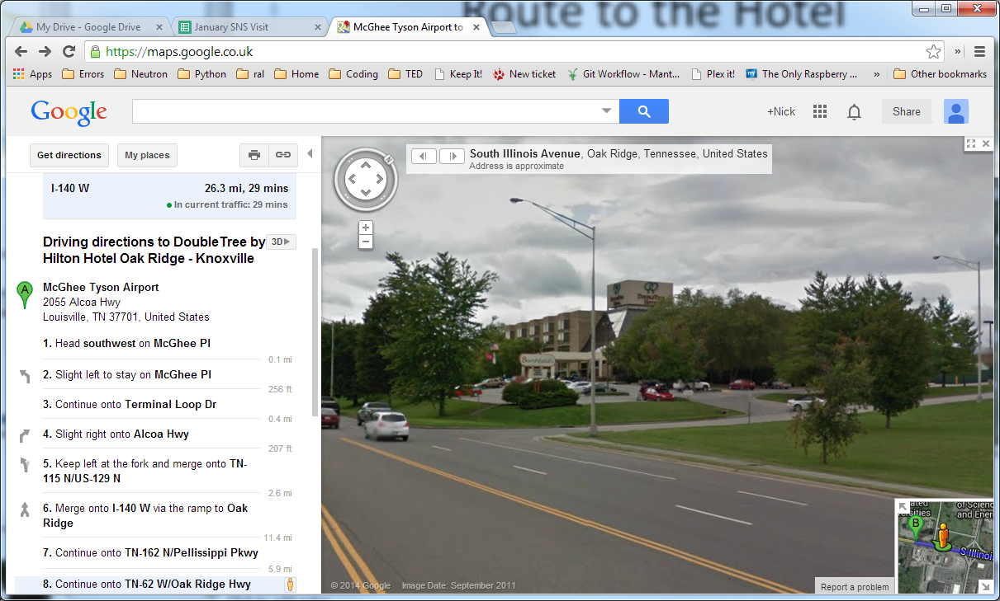 Route to the Hotel
My Drive - Google Drive
January SNS Visit
McGhee Tyson Airport to
https://maps.google.co.uk
Apps
Errors
Neutron
Python
ral
Home
Coding
TED
Keep It!
New ticket
Git Workflow - Mant...
Plex it!
The Only Raspberry ...
»
Other bookmarks
Google
+Nick
Share
Get directions
My places
South Illinois Avenue, Oak Ridge, Tennessee, United States
Address is approximate
I-140 W
26.3 mi, 29 mins
In current traffic: 29 mins
Driving directions to DoubleTree by
Hilton Hotel Oak Ridge - Knoxville
3D
A
McGhee Tyson Airport
2055 Alcoa Hwy
Louisville, TN 37701, United States
1. Head southwest on McGhee Pl
0.1 mi
2. Slight left to stay on McGhee Pl
256 ft
3. Continue onto Terminal Loop Dr
0.4 mi
4. Slight right onto Alcoa Hwy
207 ft
5. Keep left at the fork and merge onto TN-
115 N/US-129 N
2.6 mi
6. Merge onto I-140 W via the ramp to Oak
Ridge
11.4 mi
7. Continue onto TN-162 N/Pellissippi Pkwy
5.9 mi
8. Continue onto TN-62 W/Oak Ridge Hwy
N
DOUBLETREE
© 2014 Google
Image Date: September 2011
Report a problem
of Scienc
and Ener
B
S Illinoi